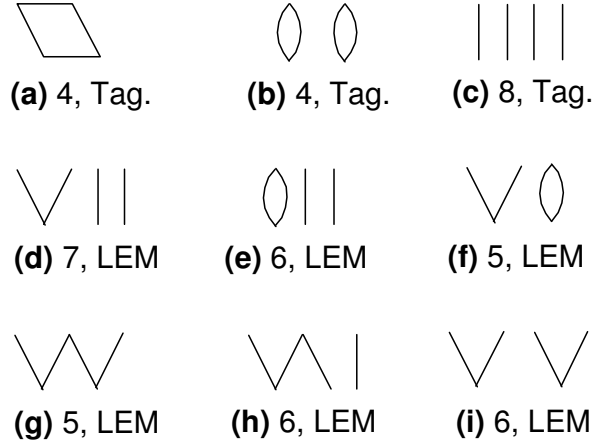 (a) 4, Tag.
(b) 4, Tag.
(c) 8, Tag.
(d) 7, LEM
(e) 6, LEM
(f) 5, LEM
(g) 5, LEM
(h) 6, LEM
(i) 6, LEM